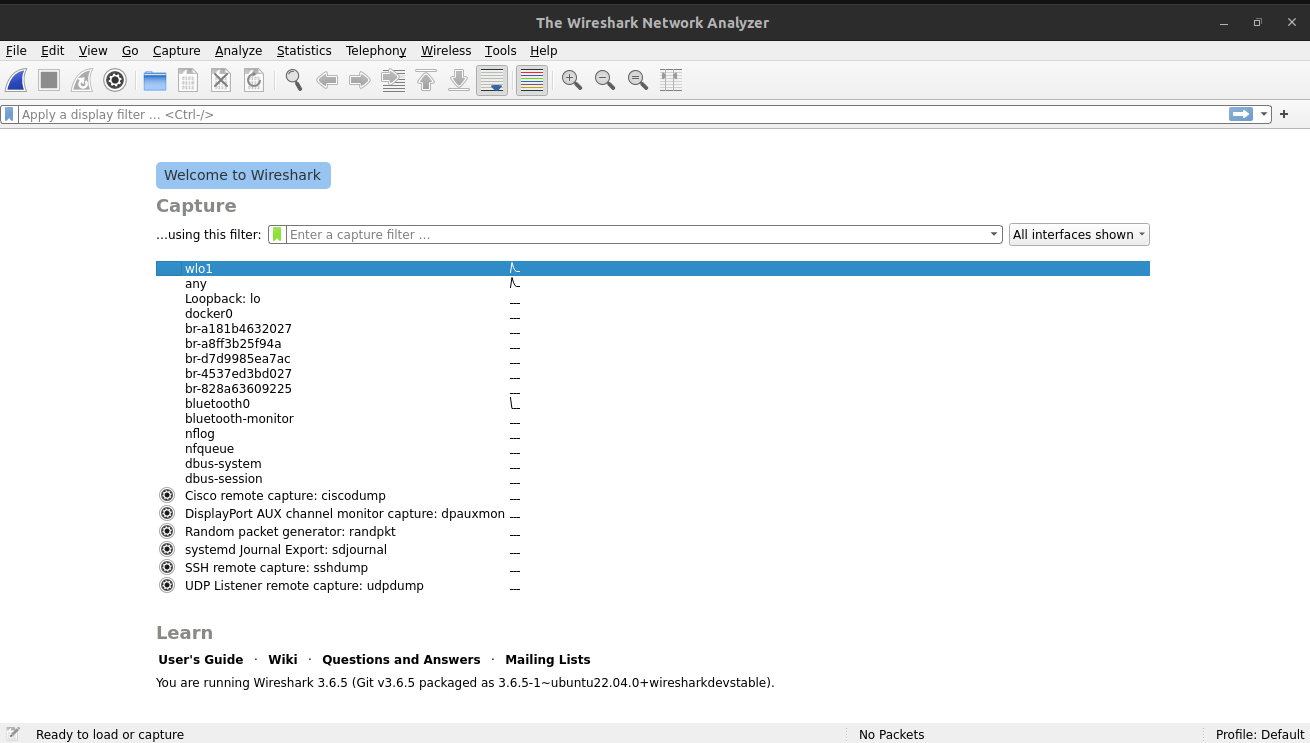 The Wireshark Network Analyzer
File Edit View Go Capture Analyze Statistics Telephony Wireless Tools Help
Apply a display filter … <Ctrl-/>
Welcome to Wireshark
Capture
…using this filter: Enter a capture filter … All interfaces shown
wlo1
any
Loopback: lo
docker0
br-a181b4632027
br-a8ff3b25f94a
br-d7d9985ea7ac
br-4537ed3bd027
br-828a63609225
bluetooth0
bluetooth-monitor
nflog
nfqueue
dbus-system
dbus-session
Cisco remote capture: ciscodump
DisplayPort AUX channel monitor capture: dpauxmon
Random packet generator: randpkt
systemd Journal Export: sdjournal
SSH remote capture: sshdump
UDP Listener remote capture: udpdump
Learn
User's Guide · Wiki · Questions and Answers · Mailing Lists
You are running Wireshark 3.6.5 (Git v3.6.5 packaged as 3.6.5-1~ubuntu22.04.0+wiresharkdevstable).
Ready to load or capture No Packets Profile: Default